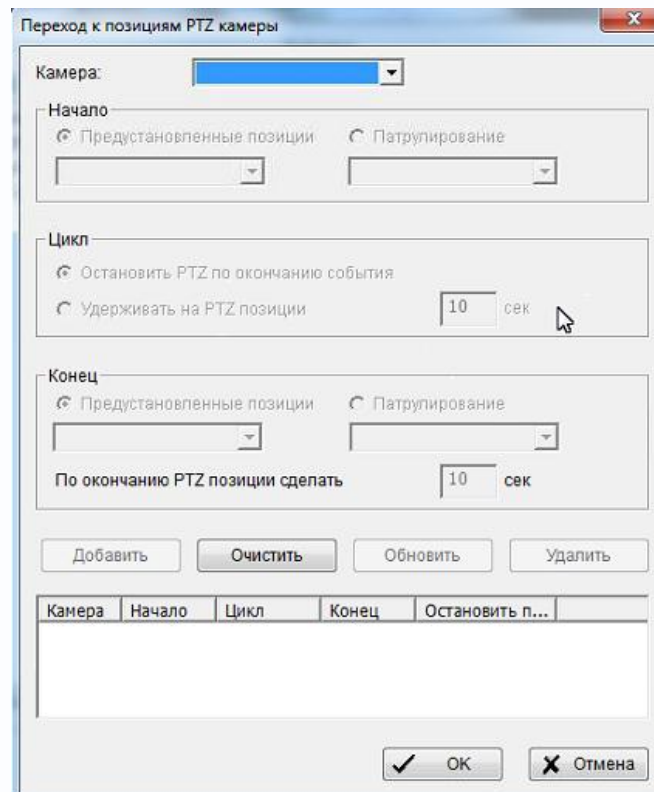 Переход к позициям PTZ камеры
Камера:
Начало
Предустановленные позиции Патрулирование
Цикл
Остановить PTZ по окончанию события
Удерживать на PTZ позиции 10 сек
Конец
Предустановленные позиции Патрулирование
По окончанию PTZ позиции сделать 10 сек
Добавить Очистить Обновить Удалить
Камера Начало Цикл Конец Остановить п...
OK Отмена